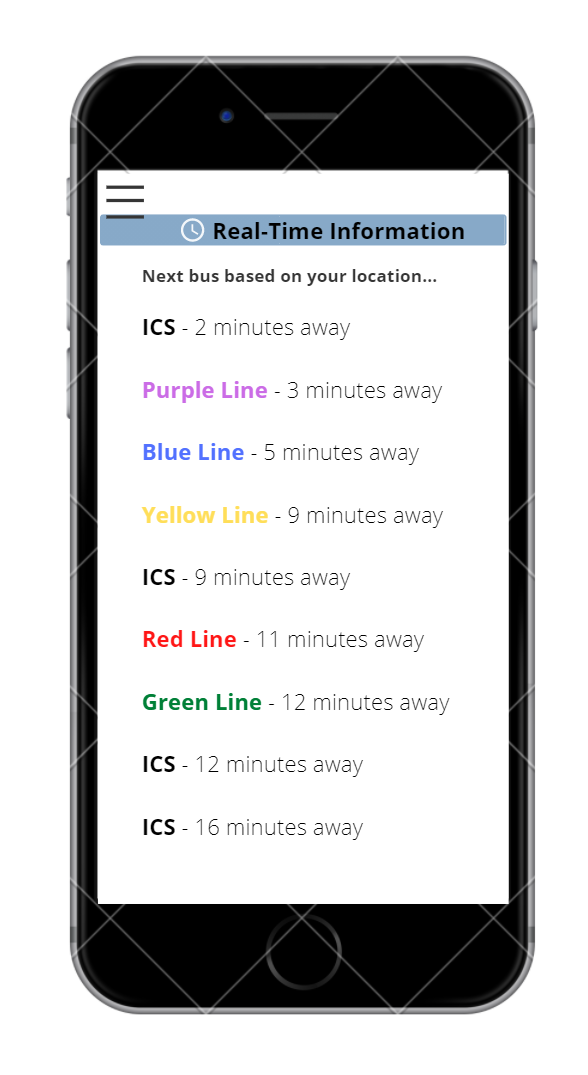 Real-Time Information
Next bus based on your location...
ICS - 2 minutes away
Purple Line - 3 minutes away
Blue Line - 5 minutes away
Yellow Line - 9 minutes away
ICS - 9 minutes away
Red Line - 11 minutes away
Green Line - 12 minutes away
ICS - 12 minutes away
ICS - 16 minutes away